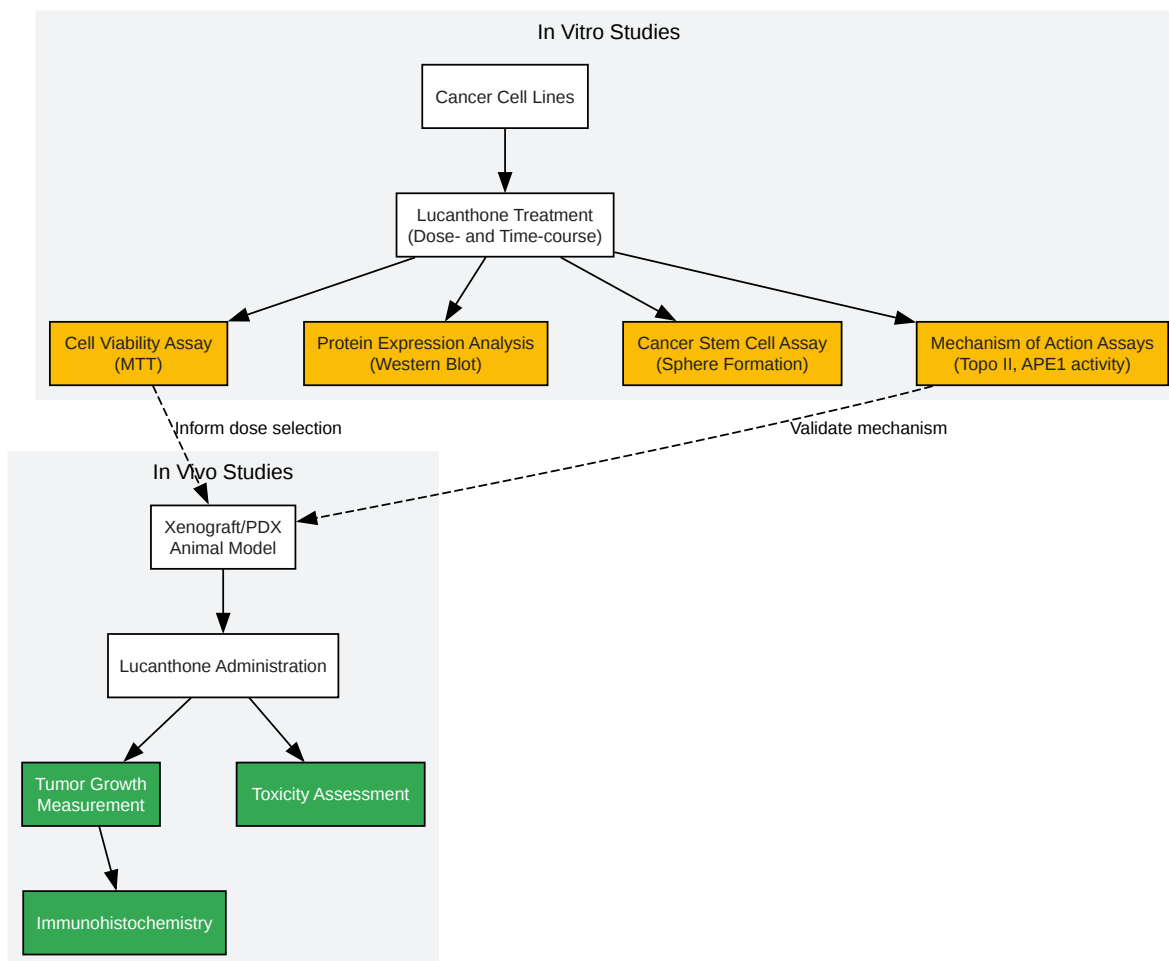 In Vitro Studies
Cancer Cell Lines
Lucanthone Treatment
(Dose- and Time-course)
Cell Viability Assay
(MTT)
Protein Expression Analysis
(Western Blot)
Cancer Stem Cell Assay
(Sphere Formation)
Mechanism of Action Assays
(Topo II, APE1 activity)
Inform dose selection
Validate mechanism
In Vivo Studies
Xenograft/PDX
Animal Model
Lucanthone Administration
Tumor Growth
Measurement
Toxicity Assessment
Immunohistochemistry